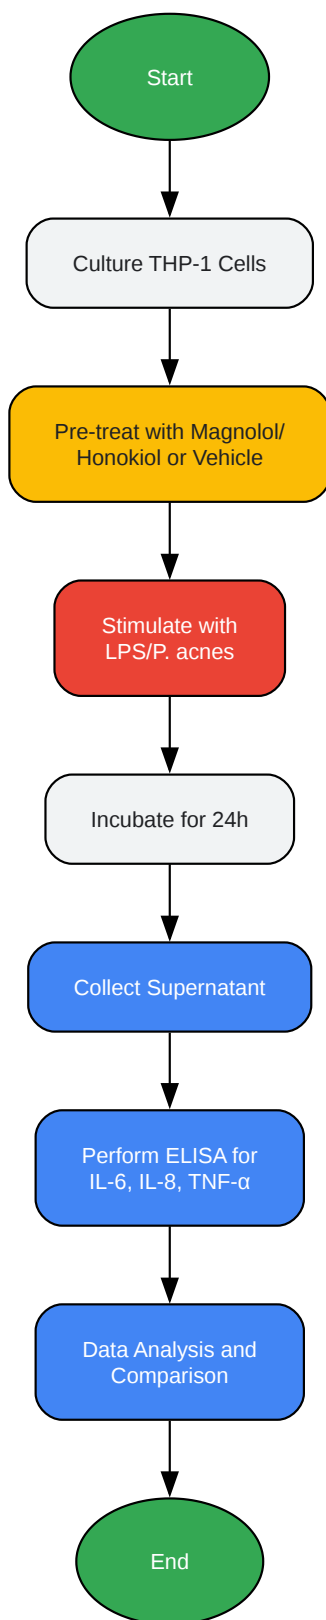 Start
Culture THP-1 Cells
Pre-treat with Magnolol/
Honokiol or Vehicle
Stimulate with
LPS/P. acnes
Incubate for 24h
Collect Supernatant
Perform ELISA for
IL-6, IL-8, TNF-α
Data Analysis and
Comparison
End